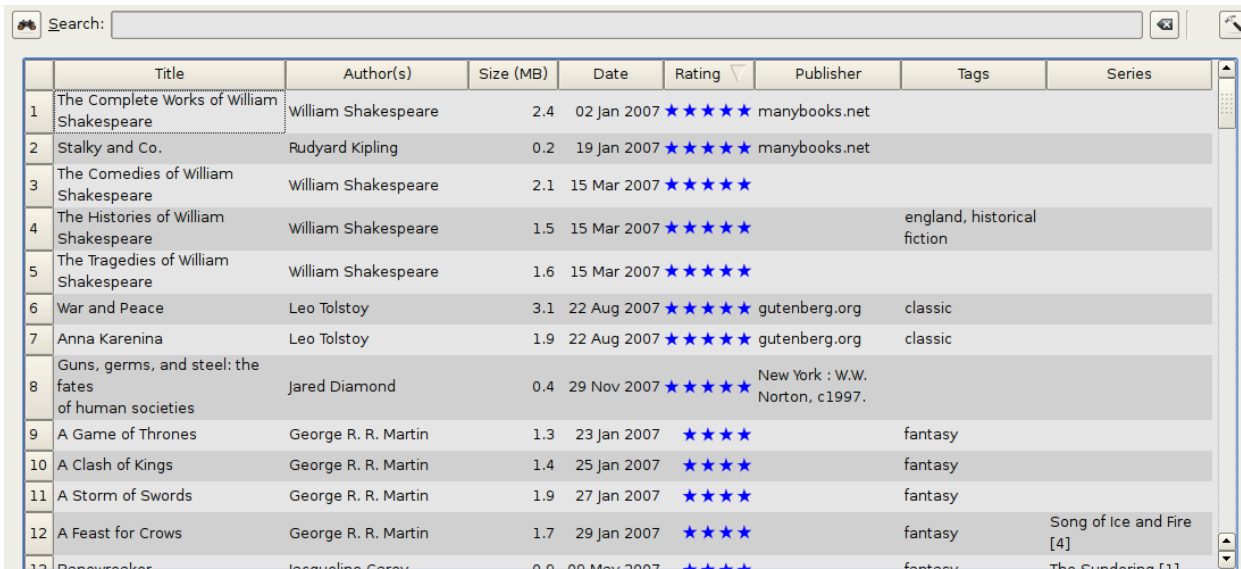 Search:
Title Author(s) Size (MB) Date Rating Publisher Tags Series
1 The Complete Works of William
Shakespeare William Shakespeare 2.4 02 Jan 2007 ★★★★★ manybooks.net
2 Stalky and Co. Rudyard Kipling 0.2 19 Jan 2007 ★★★★★ manybooks.net
3 The Comedies of William
Shakespeare William Shakespeare 2.1 15 Mar 2007 ★★★★★
4 The Histories of William
Shakespeare William Shakespeare 1.5 15 Mar 2007 ★★★★★ england, historical
fiction
5 The Tragedies of William
Shakespeare William Shakespeare 1.6 15 Mar 2007 ★★★★★
6 War and Peace Leo Tolstoy 3.1 22 Aug 2007 ★★★★★ gutenberg.org classic
7 Anna Karenina Leo Tolstoy 1.9 22 Aug 2007 ★★★★★ gutenberg.org classic
8 Guns, germs, and steel: the
fates
of human societies Jared Diamond 0.4 29 Nov 2007 ★★★★★ New York : W.W.
Norton, c1997.
9 A Game of Thrones George R. R. Martin 1.3 23 Jan 2007 ★★★★ fantasy
10 A Clash of Kings George R. R. Martin 1.4 25 Jan 2007 ★★★★ fantasy
11 A Storm of Swords George R. R. Martin 1.9 27 Jan 2007 ★★★★ fantasy
12 A Feast for Crows George R. R. Martin 1.7 29 Jan 2007 ★★★★ fantasy Song of Ice and Fire
[4]